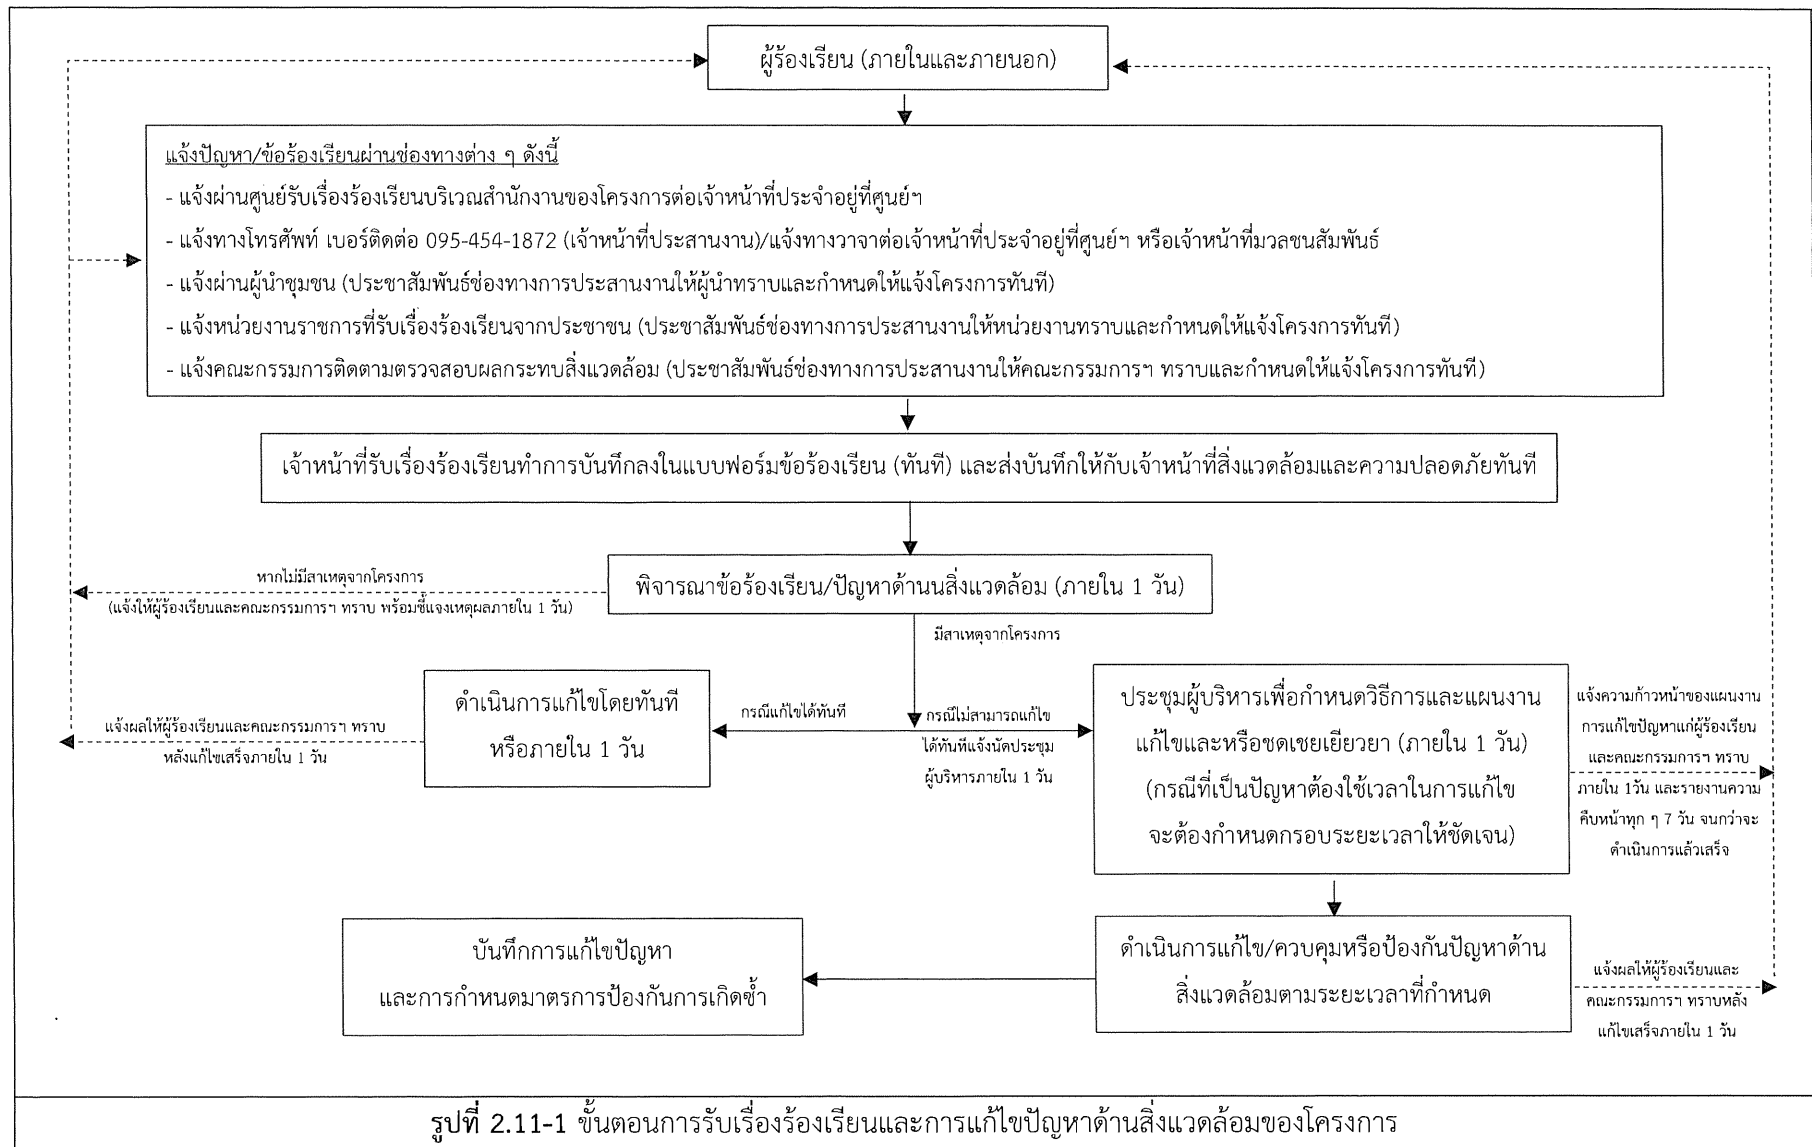 ผู้ร้องเรียน (ภายในและภายนอก)
แจ้งปัญหา/ข้อร้องเรียนผ่านช่องทางต่าง ๆ ดังนี้
- แจ้งผ่านศูนย์รับเรื่องร้องเรียนบริเวณสำนักงานของโครงการต่อเจ้าหน้าที่ประจำอยู่ที่ศูนย์ฯ
- แจ้งทางโทรศัพท์ เบอร์ติดต่อ 095-454-1872 (เจ้าหน้าที่ประสานงาน)/แจ้งทางวาจาต่อเจ้าหน้าที่ประจำอยู่ที่ศูนย์ฯ หรือเจ้าหน้าที่มวลชนสัมพันธ์
- แจ้งผ่านผู้นำชุมชน (ประชาสัมพันธ์ช่องทางการประสานงานให้ผู้นำทราบและกำหนดให้แจ้งโครงการทันที)
- แจ้งหน่วยงานราชการที่รับเรื่องร้องเรียนจากประชาชน (ประชาสัมพันธ์ช่องทางการประสานงานให้หน่วยงานทราบและกำหนดให้แจ้งโครงการทันที)
- แจ้งคณะกรรมการติดตามตรวจสอบผลกระทบสิ่งแวดล้อม (ประชาสัมพันธ์ช่องทางการประสานงานให้คณะกรรมการฯ ทราบและกำหนดให้แจ้งโครงการทันที)
เจ้าหน้าที่รับเรื่องร้องเรียนทำการบันทึกลงในแบบฟอร์มข้อร้องเรียน (ทันที) และส่งบันทึกให้กับเจ้าหน้าที่สิ่งแวดล้อมและความปลอดภัยทันที
พิจารณาข้อร้องเรียน/ปัญหาด้านนสิ่งแวดล้อม (ภายใน 1 วัน)
หากไม่มีสาเหตุจากโครงการ
(แจ้งให้ผู้ร้องเรียนและคณะกรรมการฯ ทราบ พร้อมชี้แจงเหตุผลภายใน 1 วัน)
มีสาเหตุจากโครงการ
ดำเนินการแก้ไขโดยทันที
หรือภายใน 1 วัน
แจ้งผลให้ผู้ร้องเรียนและคณะกรรมการฯ ทราบ
หลังแก้ไขเสร็จภายใน 1 วัน
กรณีแก้ไขได้ทันที
กรณีไม่สามารถแก้ไข
ได้ทันทีแจ้งนัดประชุม
ผู้บริหารภายใน 1 วัน
ประชุมผู้บริหารเพื่อกำหนดวิธีการและแผนงาน
แก้ไขและหรือชดเชยเยียวยา (ภายใน 1 วัน)
(กรณีที่เป็นปัญหาต้องใช้เวลาในการแก้ไข
จะต้องกำหนดกรอบระยะเวลาให้ชัดเจน)
แจ้งความก้าวหน้าของแผนงาน
การแก้ไขปัญหาแก่ผู้ร้องเรียน
และคณะกรรมการฯ ทราบ
ภายใน 1วัน และรายงานความ
คืบหน้าทุก ๆ 7 วัน จนกว่าจะ
ดำเนินการแล้วเสร็จ
บันทึกการแก้ไขปัญหา
และการกำหนดมาตรการป้องกันการเกิดซ้ำ
ดำเนินการแก้ไข/ควบคุมหรือป้องกันปัญหาด้าน
สิ่งแวดล้อมตามระยะเวลาที่กำหนด
แจ้งผลให้ผู้ร้องเรียนและ
คณะกรรมการฯ ทราบหลัง
แก้ไขเสร็จภายใน 1 วัน
รูปที่ 2.11-1 ขั้นตอนการรับเรื่องร้องเรียนและการแก้ไขปัญหาด้านสิ่งแวดล้อมของโครงการ